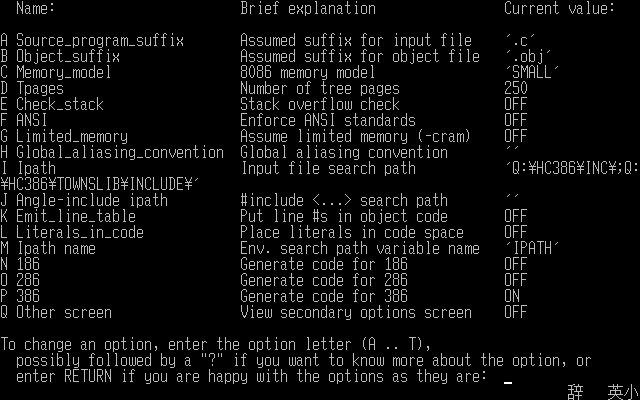 Name: Brief explanation Current value:
A Source_program_suffix Assumed suffix for input file ´.c´
B Object_suffix Assumed suffix for object file ´.obj´
C Memory_model 8086 memory model ´SMALL´
D Tpages Number of tree pages 250
E Check_stack Stack overflow check OFF
F ANSI Enforce ANSI standards OFF
G Limited_memory Assume limited memory (-cram) OFF
H Global_aliasing_convention Global aliasing convention ´´
I Ipath Input file search path ´Q:¥HC386¥INC¥;Q:
¥HC386¥TOWNSLIB¥INCLUDE¥´
J Angle-include ipath #include <...> search path ´´
K Emit_line_table Put line #s in object code OFF
L Literals_in_code Place literals in code space OFF
M Ipath name Env. search path variable name ´IPATH´
N 186 Generate code for 186 OFF
O 286 Generate code for 286 OFF
P 386 Generate code for 386 ON
Q Other screen View secondary options screen OFF
To change an option, enter the option letter (A .. T),
possibly followed by a "?" if you want to know more about the option, or
enter RETURN if you are happy with the options as they are: _
辞 英小